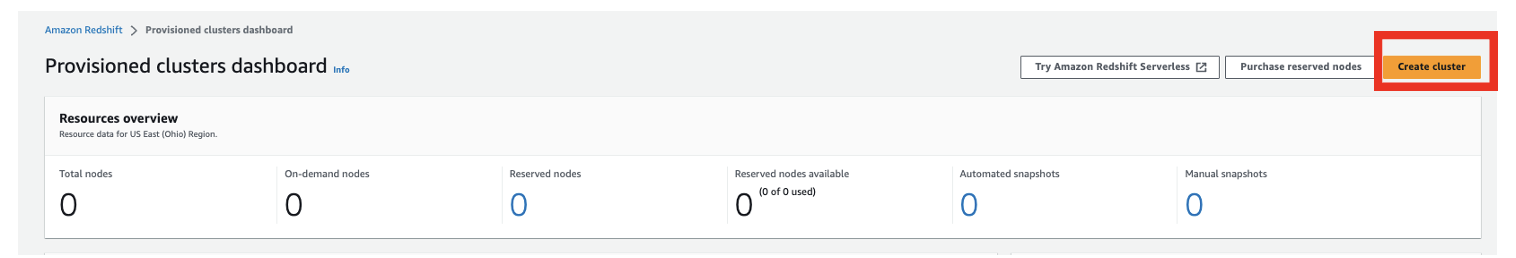 Amazon Redshift > Provisioned clusters dashboard
Provisioned clusters dashboard Info
Try Amazon Redshift Serverless
Purchase reserved nodes
Create cluster
Resources overview
Resource data for US East (Ohio) Region.
Total nodes
0
On-demand nodes
0
Reserved nodes
0
Reserved nodes available
0 (0 of 0 used)
Automated snapshots
0
Manual snapshots
0